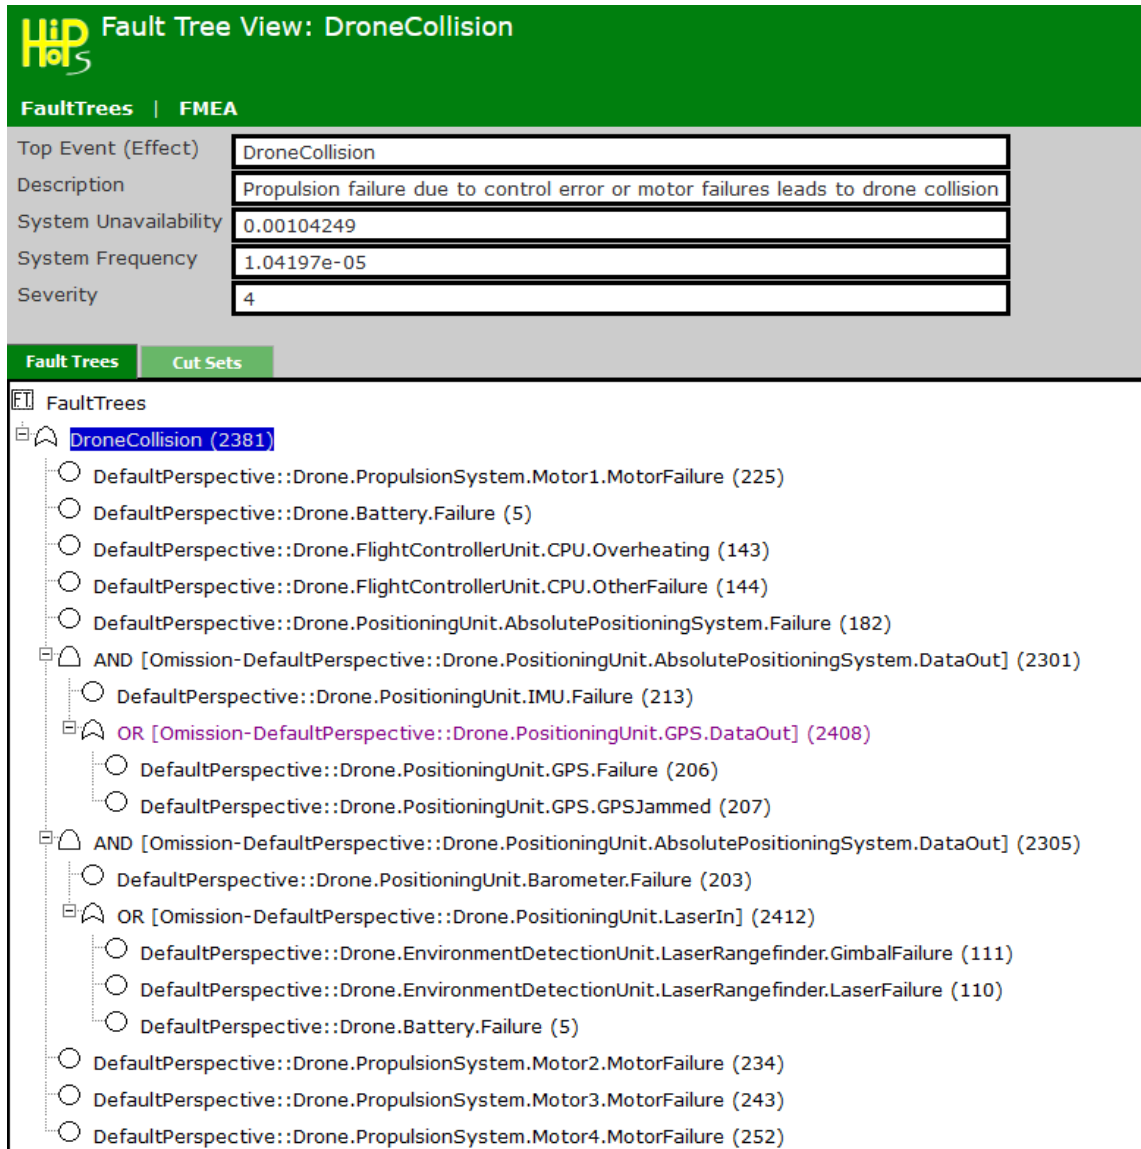 HiP HOPS
Fault Tree View: DroneCollision
FaultTrees | FMEA
Top Event (Effect) DroneCollision
Description Propulsion failure due to control error or motor failures leads to drone collision
System Unavailability 0.00104249
System Frequency 1.04197e-05
Severity 4
Fault Trees Cut Sets
F.T. FaultTrees
DroneCollision (2381)
DefaultPerspective::Drone.PropulsionSystem.Motor1.MotorFailure (225)
DefaultPerspective::Drone.Battery.Failure (5)
DefaultPerspective::Drone.FlightControllerUnit.CPU.Overheating (143)
DefaultPerspective::Drone.FlightControllerUnit.CPU.OtherFailure (144)
DefaultPerspective::Drone.PositioningUnit.AbsolutePositioningSystem.Failure (182)
AND [Omission-DefaultPerspective::Drone.PositioningUnit.AbsolutePositioningSystem.DataOut] (2301)
DefaultPerspective::Drone.PositioningUnit.IMU.Failure (213)
OR [Omission-DefaultPerspective::Drone.PositioningUnit.GPS.DataOut] (2408)
DefaultPerspective::Drone.PositioningUnit.GPS.Failure (206)
DefaultPerspective::Drone.PositioningUnit.GPS.GPSJammed (207)
AND [Omission-DefaultPerspective::Drone.PositioningUnit.AbsolutePositioningSystem.DataOut] (2305)
DefaultPerspective::Drone.PositioningUnit.Barometer.Failure (203)
OR [Omission-DefaultPerspective::Drone.PositioningUnit.LaserIn] (2412)
DefaultPerspective::Drone.EnvironmentDetectionUnit.LaserRangefinder.GimbalFailure (111)
DefaultPerspective::Drone.EnvironmentDetectionUnit.LaserRangefinder.LaserFailure (110)
DefaultPerspective::Drone.Battery.Failure (5)
DefaultPerspective::Drone.PropulsionSystem.Motor2.MotorFailure (234)
DefaultPerspective::Drone.PropulsionSystem.Motor3.MotorFailure (243)
DefaultPerspective::Drone.PropulsionSystem.Motor4.MotorFailure (252)